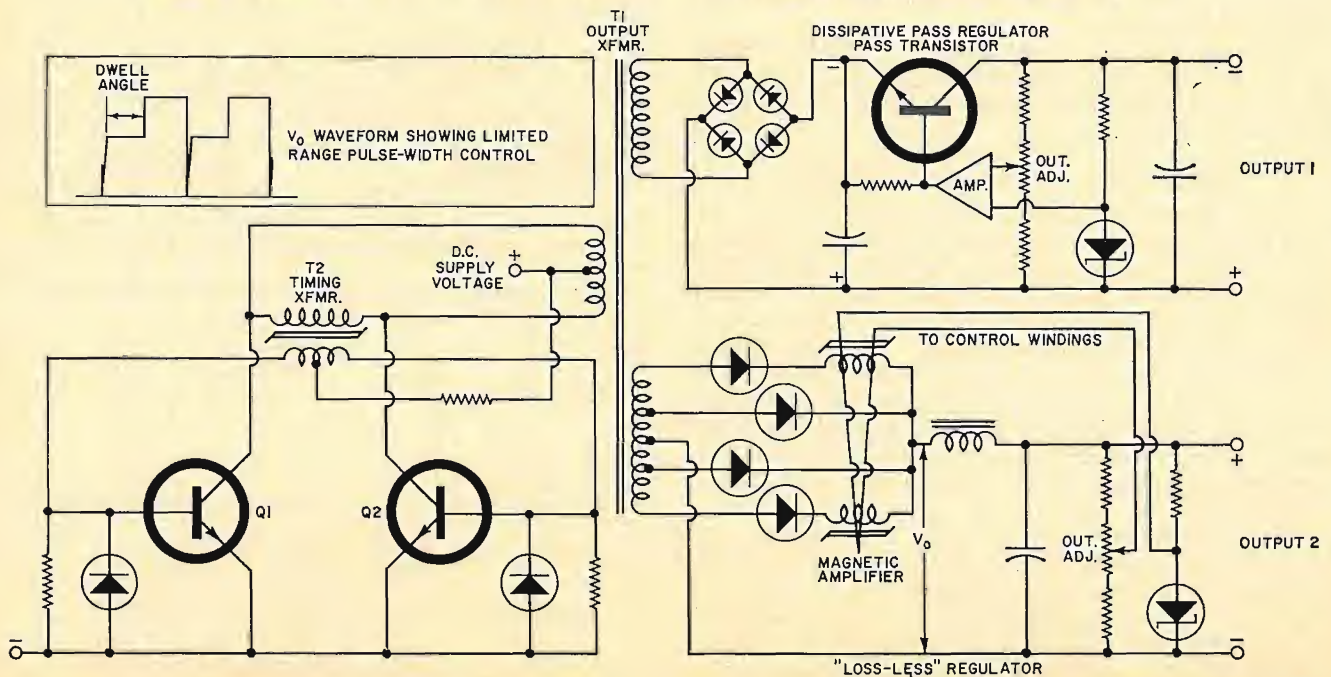 T1
OUTPUT
XFMR.
DISSIPATIVE PASS REGULATOR
PASS TRANSISTOR
DWELL
ANGLE
V₀ WAVEFORM SHOWING LIMITED
RANGE PULSE-WIDTH CONTROL
−
−
AMP.
OUT.
ADJ.
OUTPUT 1
+
+
T2
TIMING
XFMR.
D.C.
SUPPLY
VOLTAGE
+
TO CONTROL WINDINGS
Q1
Q2
+
V₀
OUT.
ADJ.
OUTPUT 2
MAGNETIC
AMPLIFIER
−
−
"LOSS-LESS" REGULATOR